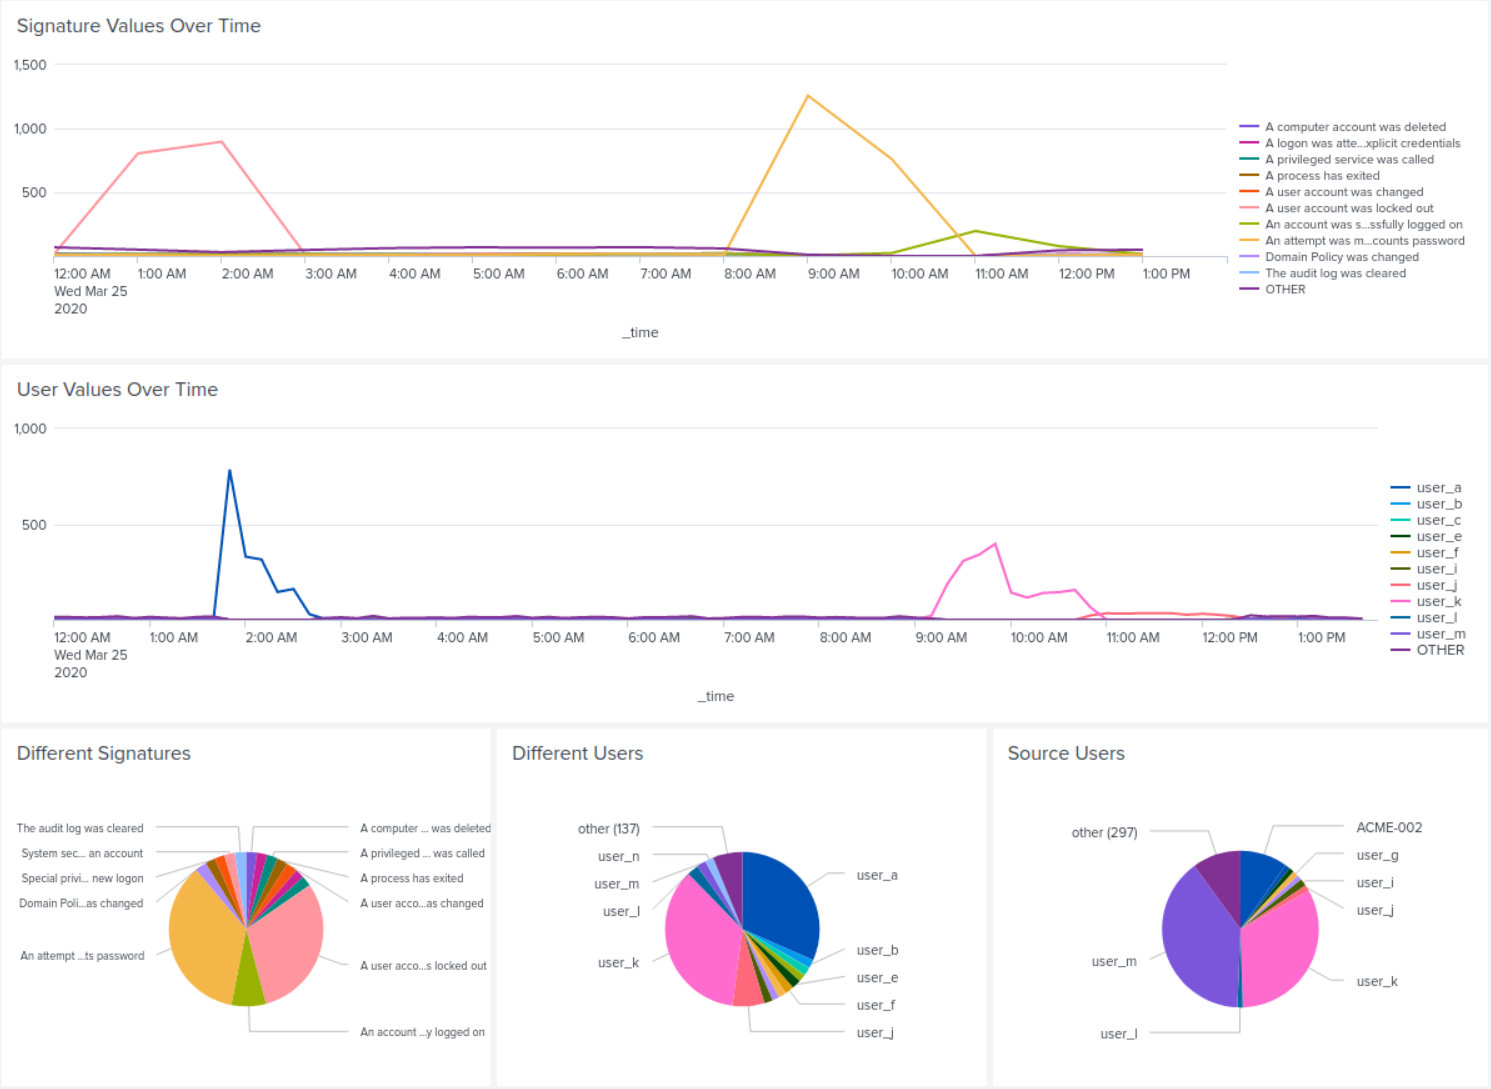 Signature Values Over Time
1,500
1,000
500
12:00 AM 1:00 AM 2:00 AM 3:00 AM 4:00 AM 5:00 AM 6:00 AM 7:00 AM 8:00 AM 9:00 AM 10:00 AM 11:00 AM 12:00 PM 1:00 PM
Wed Mar 25
2020
_time
A computer account was deleted
A logon was atte...xplicit credentials
A privileged service was called
A process has exited
A user account was changed
A user account was locked out
An account was s...ssfully logged on
An attempt was m...counts password
Domain Policy was changed
The audit log was cleared
OTHER
User Values Over Time
1,000
500
12:00 AM 1:00 AM 2:00 AM 3:00 AM 4:00 AM 5:00 AM 6:00 AM 7:00 AM 8:00 AM 9:00 AM 10:00 AM 11:00 AM 12:00 PM 1:00 PM
Wed Mar 25
2020
_time
user_a
user_b
user_c
user_e
user_f
user_i
user_j
user_k
user_l
user_m
OTHER
Different Signatures
The audit log was cleared
System sec... an account
Special privi... new logon
Domain Poli...as changed
An attempt ...ts password
A computer ... was deleted
A privileged ... was called
A process has exited
A user acco...as changed
A user acco...s locked out
An account ...y logged on
Different Users
other (137)
user_n
user_m
user_l
user_k
user_a
user_b
user_e
user_f
user_j
Source Users
other (297)
user_m
user_l
ACME-002
user_g
user_i
user_j
user_k